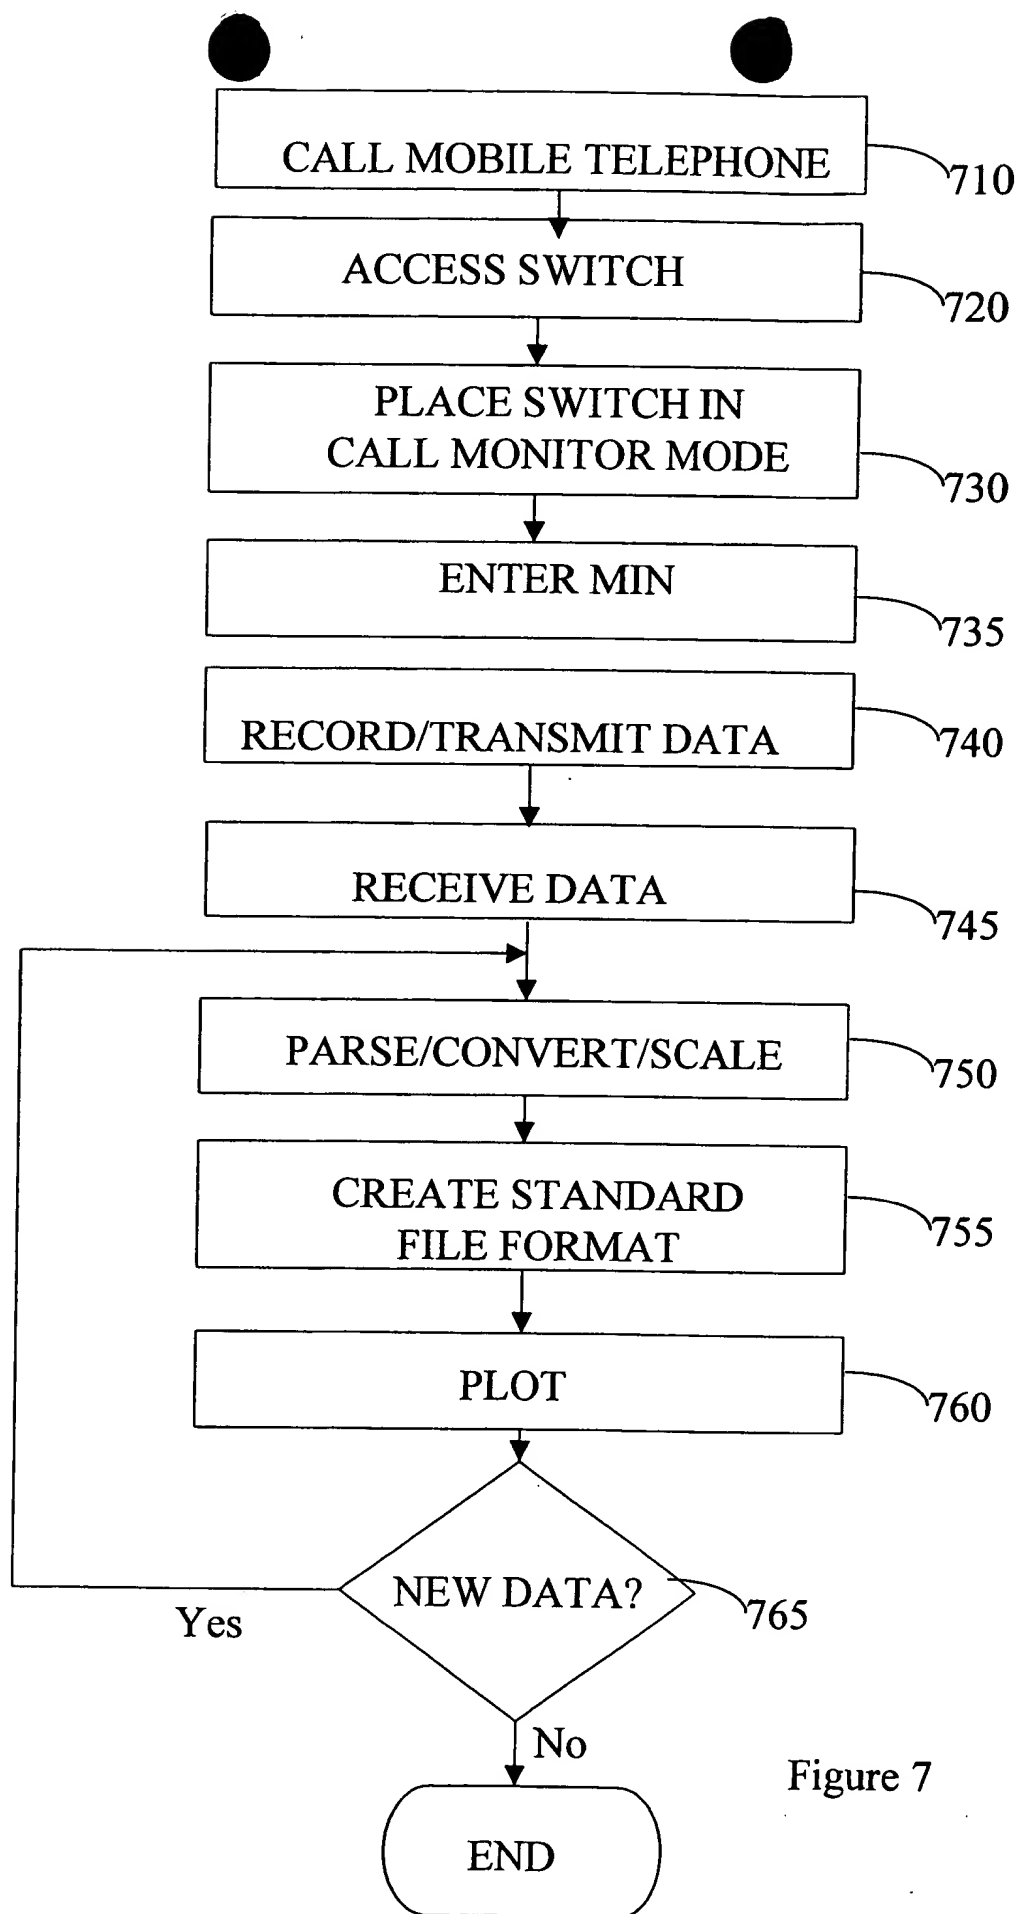 CALL MOBILE TELEPHONE
710
ACCESS SWITCH
720
PLACE SWITCH IN
CALL MONITOR MODE
730
ENTER MIN
735
RECORD/TRANSMIT DATA
740
RECEIVE DATA
745
PARSE/CONVERT/SCALE
750
CREATE STANDARD
FILE FORMAT
755
PLOT
760
NEW DATA?
765
Yes
No
Figure 7
END